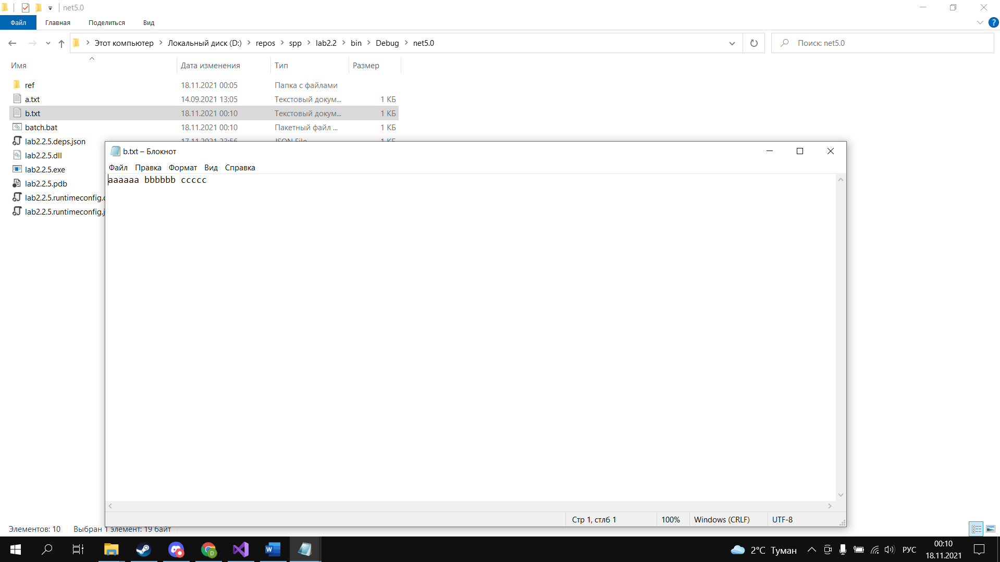 net5.0
Файл Главная Поделиться Вид
Этот компьютер Локальный диск (D:) repos spp lab2.2 bin Debug net5.0
Поиск: net5.0
Имя Дата изменения Тип Размер
ref 18.11.2021 00:05 Папка с файлами
a.txt 14.09.2021 13:05 Текстовый докум... 1 КБ
b.txt 18.11.2021 00:10 Текстовый докум... 1 КБ
batch.bat 18.11.2021 00:10 Пакетный файл ... 1 КБ
lab2.2.5.deps.json 17.11.2021 23:56 JSON File 1 КБ
lab2.2.5.dll
lab2.2.5.exe
lab2.2.5.pdb
lab2.2.5.runtimeconfig.
lab2.2.5.runtimeconfig.j
b.txt – Блокнот
Файл Правка Формат Вид Справка
aaaaaa bbbbbb ccccc
Стр 1, стлб 1 100% Windows (CRLF) UTF-8
Элементов: 10 Выбран 1 элемент: 19 байт
2°C Туман РУС 00:10
18.11.2021